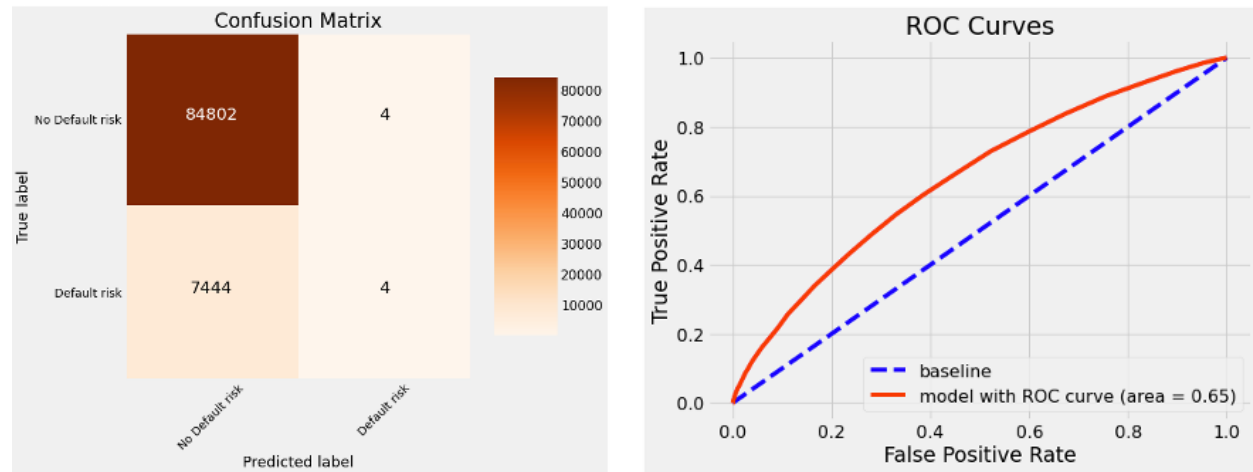 Confusion Matrix
No Default risk
84802
4
Default risk
7444
4
True label
No Default risk
Default risk
Predicted label
80000
70000
60000
50000
40000
30000
20000
10000
ROC Curves
1.0
0.8
0.6
0.4
0.2
0.0
True Positive Rate
baseline
model with ROC curve (area = 0.65)
0.0
0.2
0.4
0.6
0.8
1.0
False Positive Rate